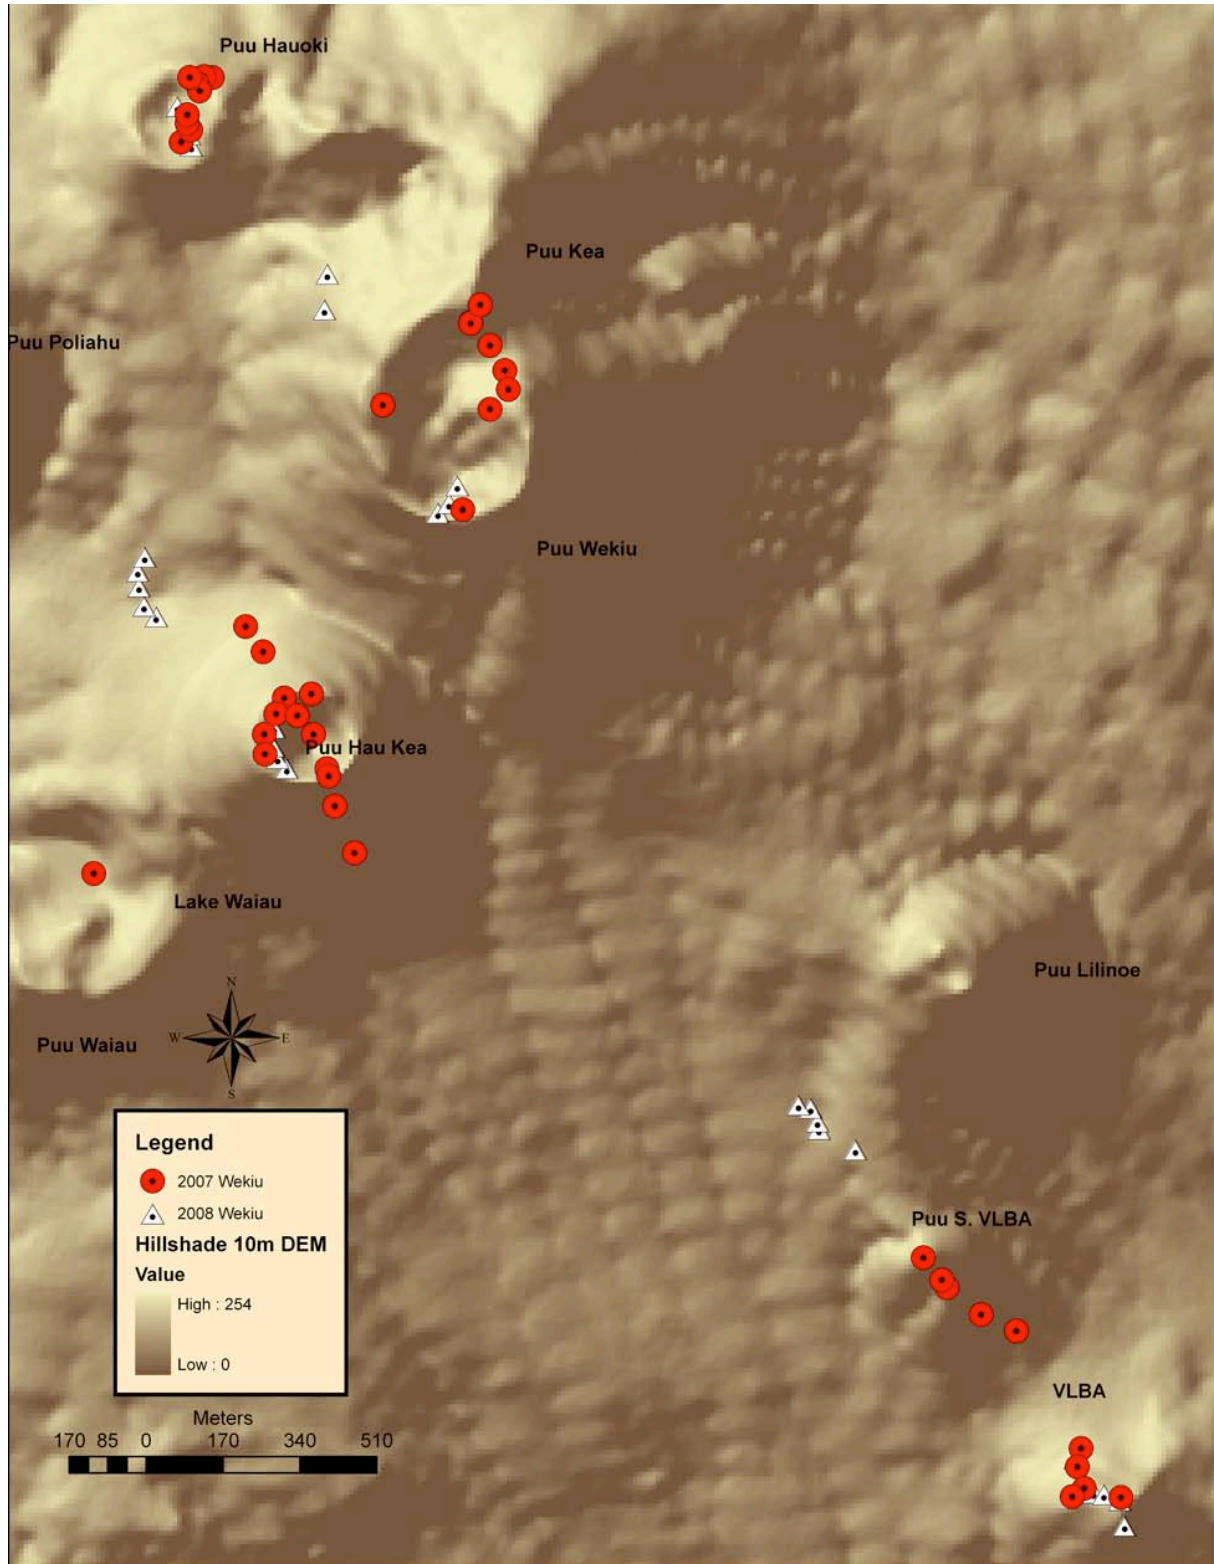 Puu Hauoki
Puu Kea
Puu Poliahu
Puu Wekiu
Puu Hau Kea
Lake Waiau
Puu Lilinoe
N
W
E
S
Puu Waiau
Legend
2007 Wekiu
2008 Wekiu
Hillshade 10m DEM
Value
High : 254
Low : 0
Puu S. VLBA
VLBA
Meters
170 85 0 170 340 510